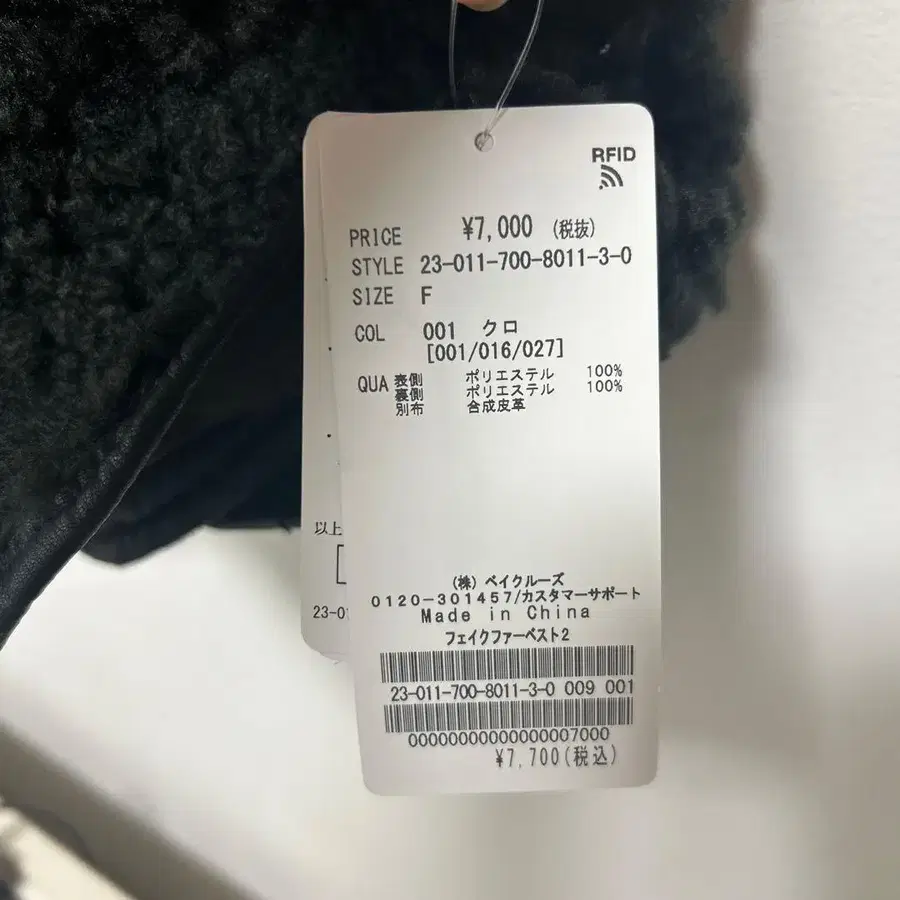 RFID
PRICE ¥7,000 (税抜)
STYLE 23-011-700-8011-3-0
SIZE F
COL 001 クロ
[001/016/027]
QUA 表側 ポリエステル 100%
裏側 ポリエステル 100%
別布 合成皮革
(株) ベイクルーズ
0120-301457/カスタマーサポート
Made in China
フェイクファーベスト2
23-011-700-8011-3-0 009 001
00000000000000007000
¥7,700(税込)
以上
23-01